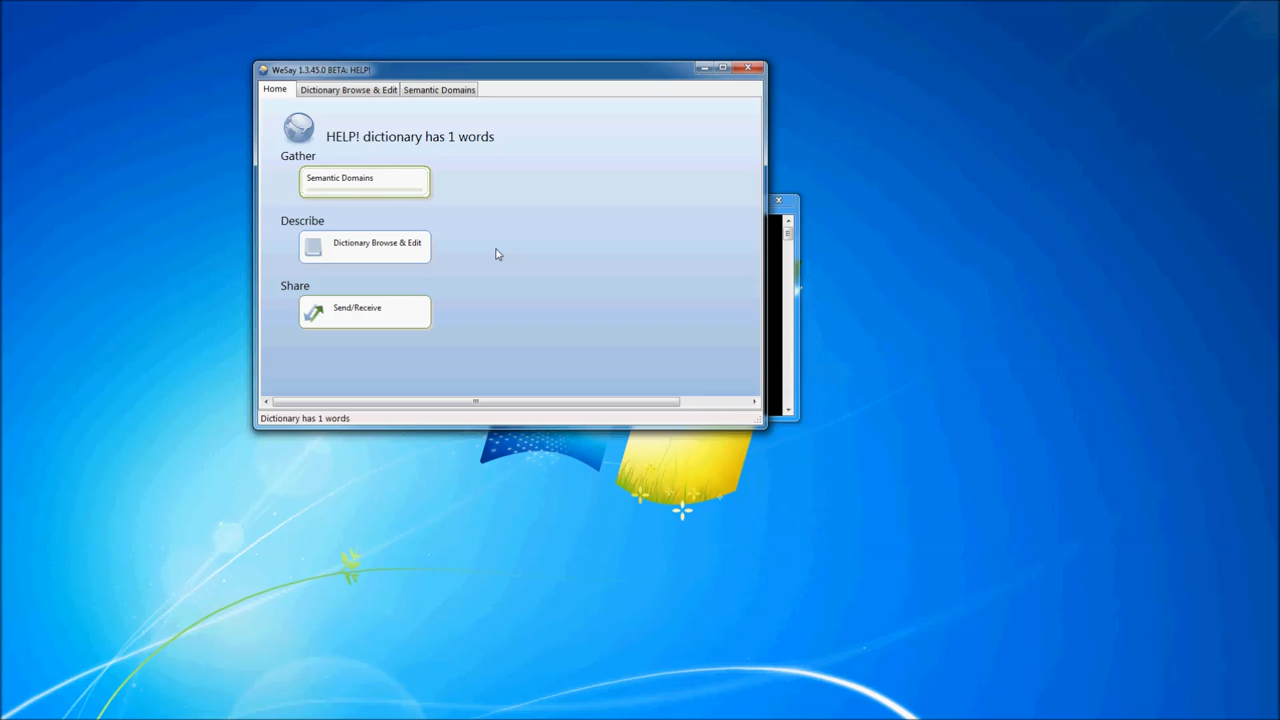 WeSay 1.3.45.0 BETA: HELP!
Home Dictionary Browse & Edit Semantic Domains
HELP! dictionary has 1 words
Gather
Semantic Domains
Describe
Dictionary Browse & Edit
Share
Send/Receive
Dictionary has 1 words